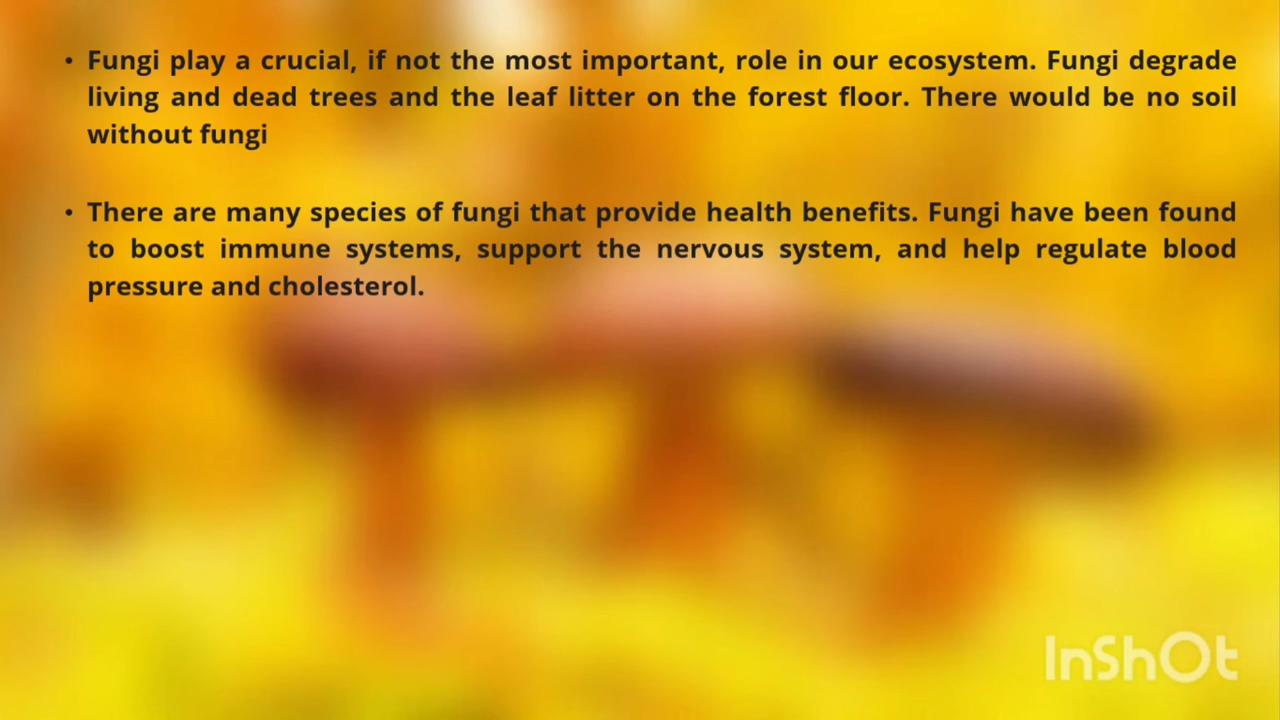 • Fungi play a crucial, if not the most important, role in our ecosystem. Fungi degrade
living and dead trees and the leaf litter on the forest floor. There would be no soil
without fungi
• There are many species of fungi that provide health benefits. Fungi have been found
to boost immune systems, support the nervous system, and help regulate blood
pressure and cholesterol.
InShOt